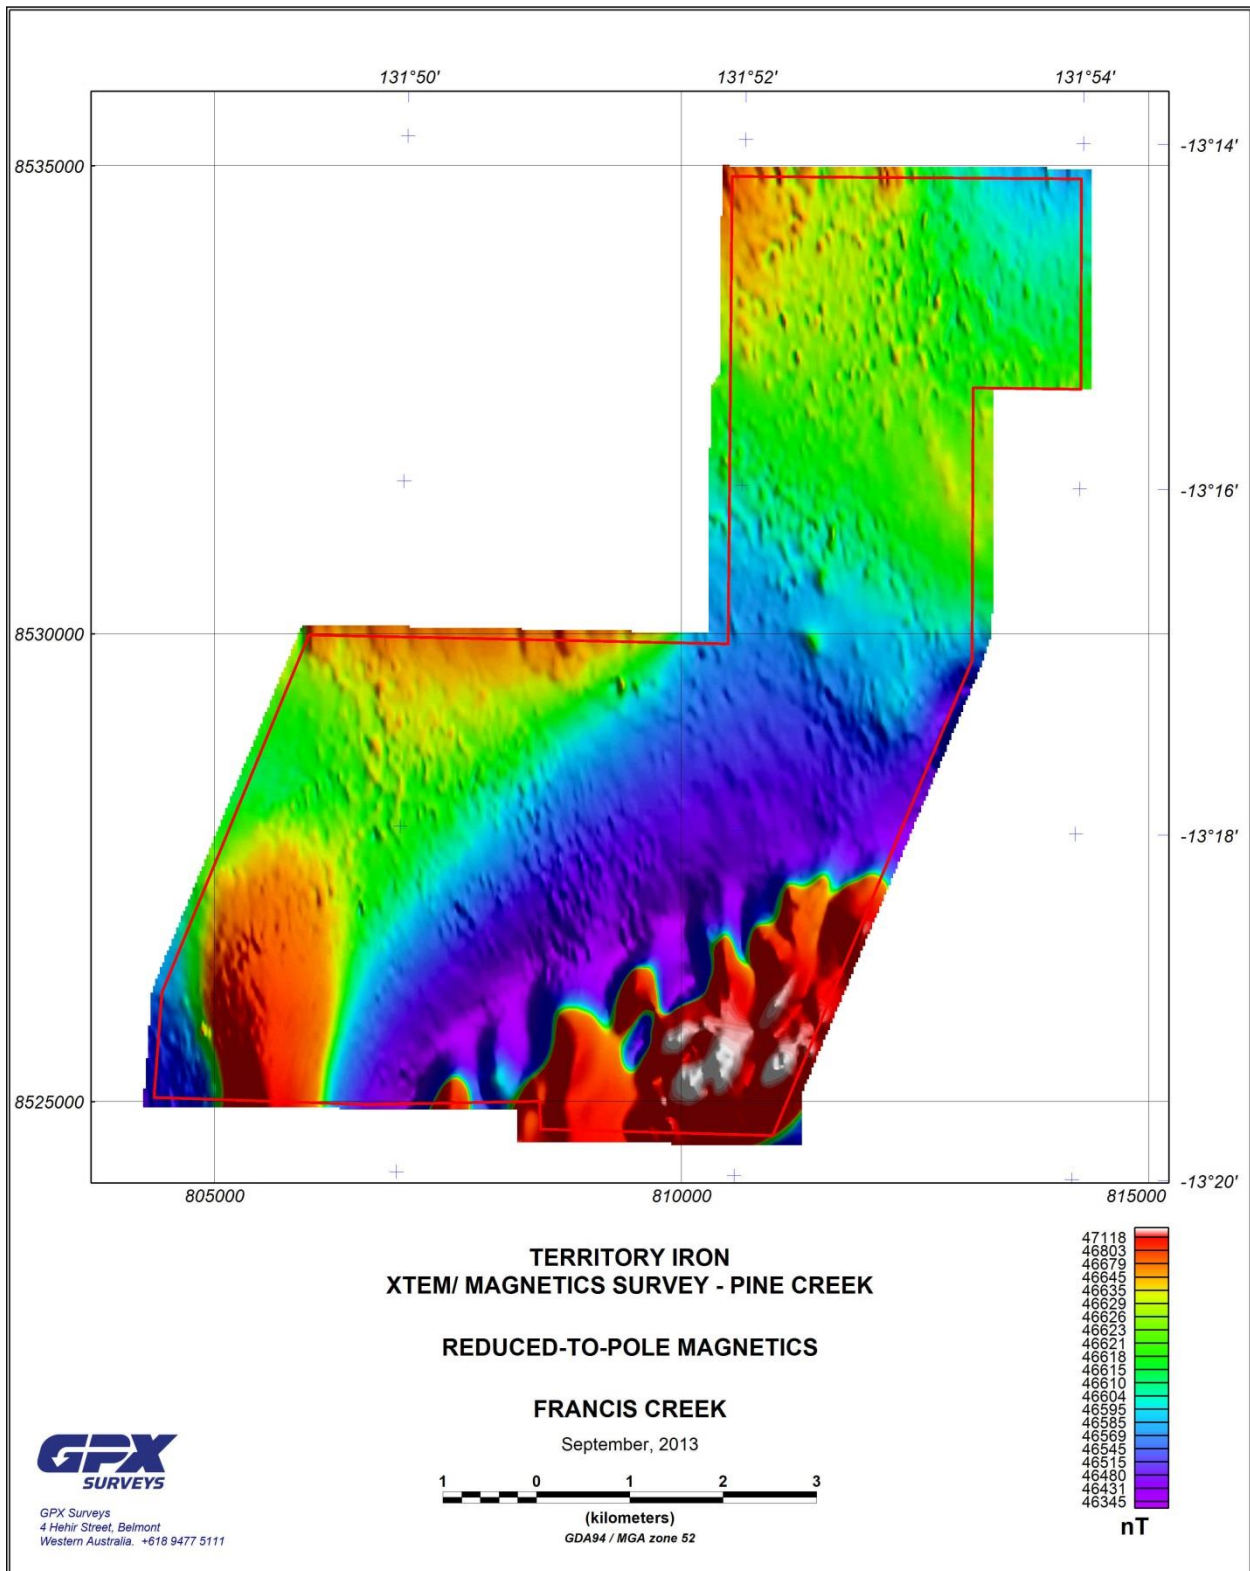 131°50'
131°52'
131°54'
8535000
-13°14'
-13°16'
8530000
-13°18'
8525000
-13°20'
805000
810000
815000
TERRITORY IRON
XTEM/ MAGNETICS SURVEY - PINE CREEK
REDUCED-TO-POLE MAGNETICS
FRANCIS CREEK
September, 2013
1 0 1 2 3
(kilometers)
GDA94 / MGA zone 52
47118
46803
46679
46645
46635
46629
46626
46623
46621
46618
46615
46610
46604
46595
46585
46569
46545
46515
46480
46431
46345
nT
GPX
SURVEYS
GPX Surveys
4 Hehir Street, Belmont
Western Australia. +618 9477 5111